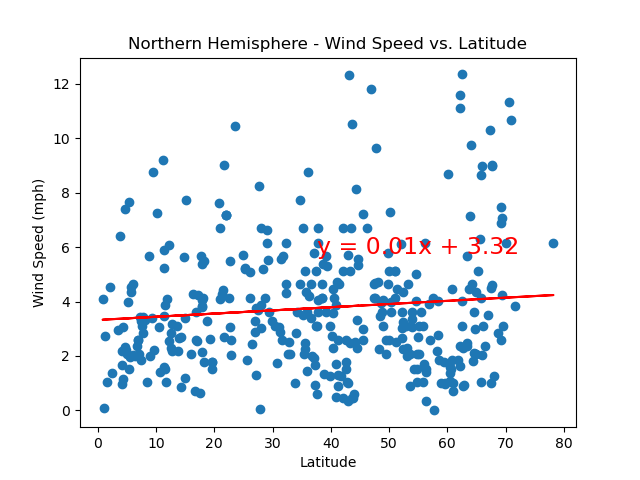 Northern Hemisphere - Wind Speed vs. Latitude
12
10
8
6
4
2
0
Wind Speed (mph)
y = 0.01x + 3.32
0 10 20 30 40 50 60 70 80
Latitude